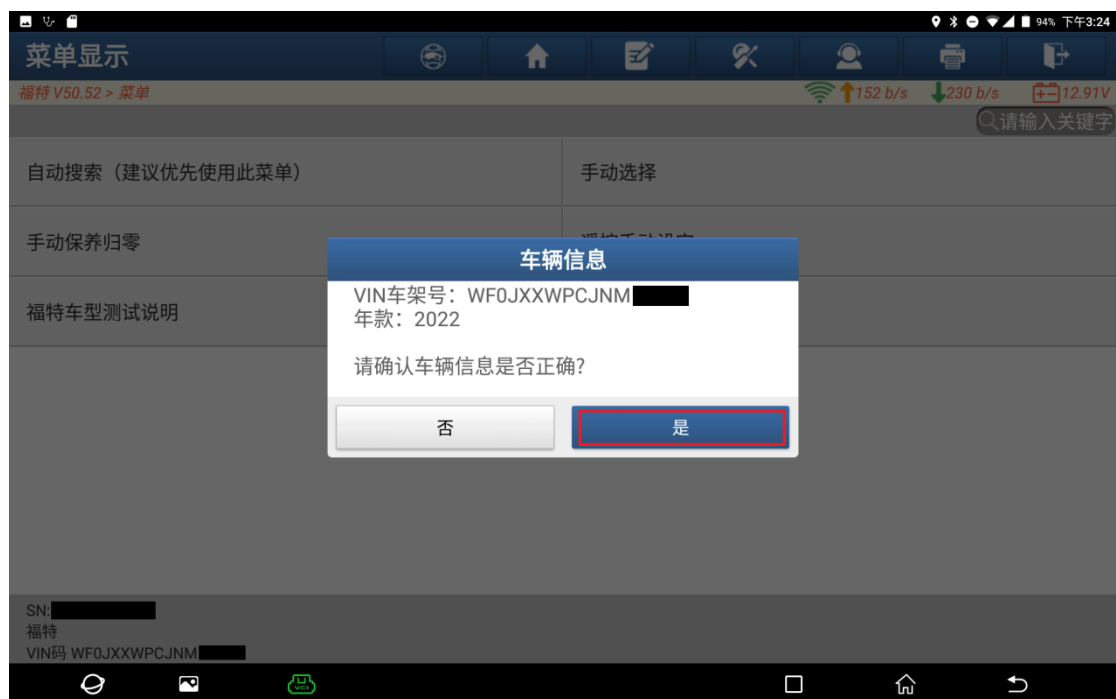 94% 下午3:24
菜单显示
福特 V50.52 > 菜单 152 b/s 230 b/s 12.91V
请输入关键字
自动搜索（建议优先使用此菜单） 手动选择
手动保养归零
车辆信息
福特车型测试说明
VIN车架号：WF0JXXWPCJNM
年款：2022
请确认车辆信息是否正确?
否 是
SN:
福特
VIN码 WF0JXXWPCJNM
VCI